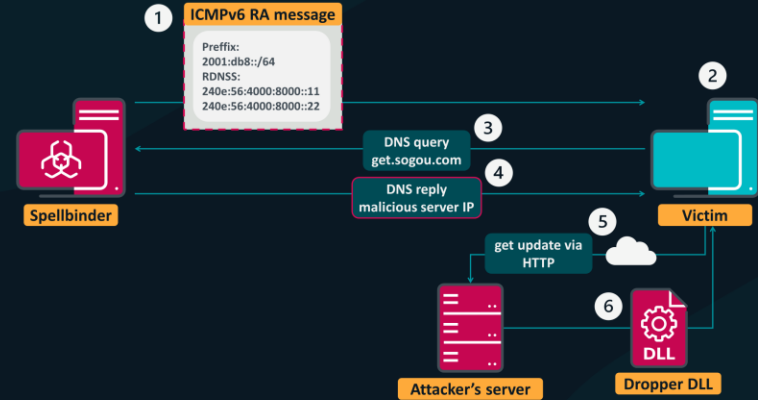 1
ICMPv6 RA message
Preffix:
2001:db8::/64
RDNSS:
240e:56:4000:8000::11
240e:56:4000:8000::22
2
3
DNS query
get.sogou.com
4
DNS reply
malicious server IP
Spellbinder
Victim
5
get update via
HTTP
6
DLL
Attacker's server
Dropper DLL